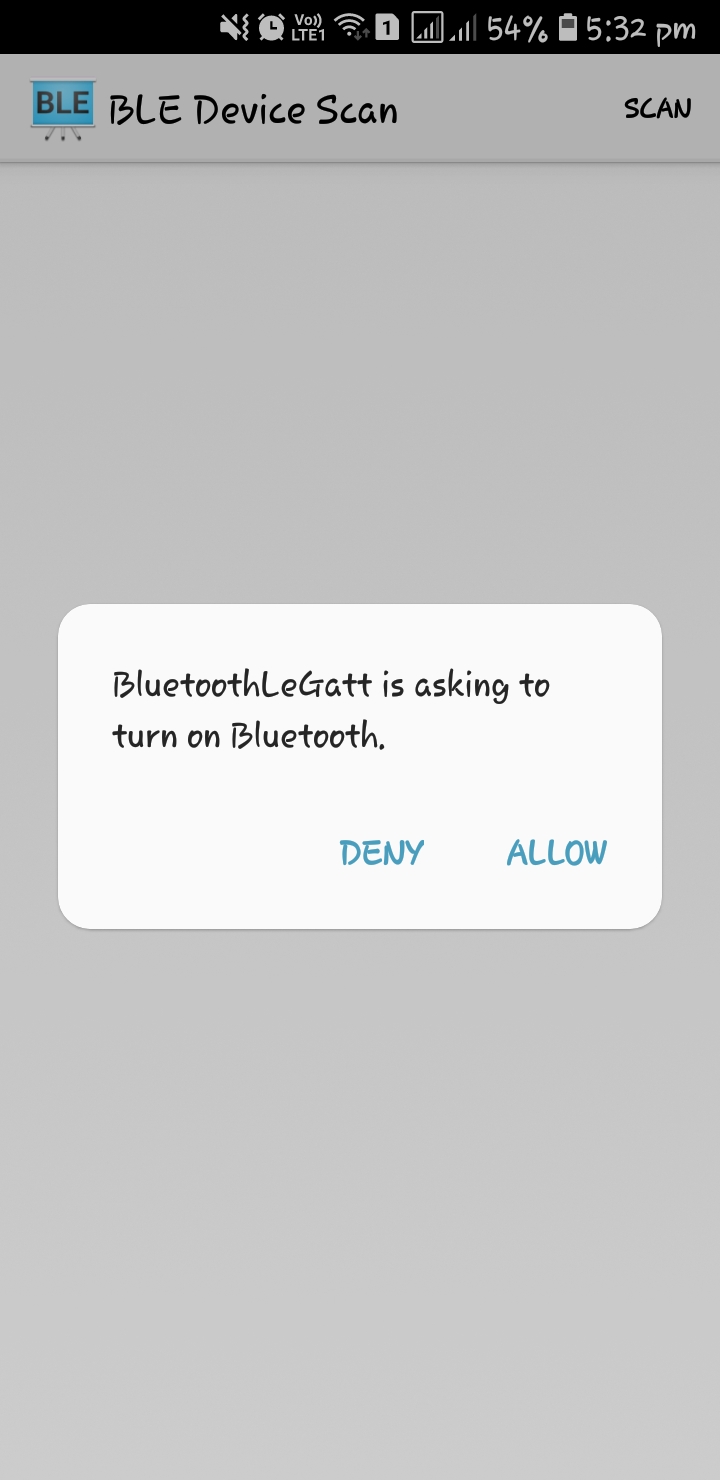 Vo)) LTE1 1 54% 5:32 pm
BLE BLE Device Scan SCAN
BluetoothLeGatt is asking to
turn on Bluetooth.
DENY ALLOW